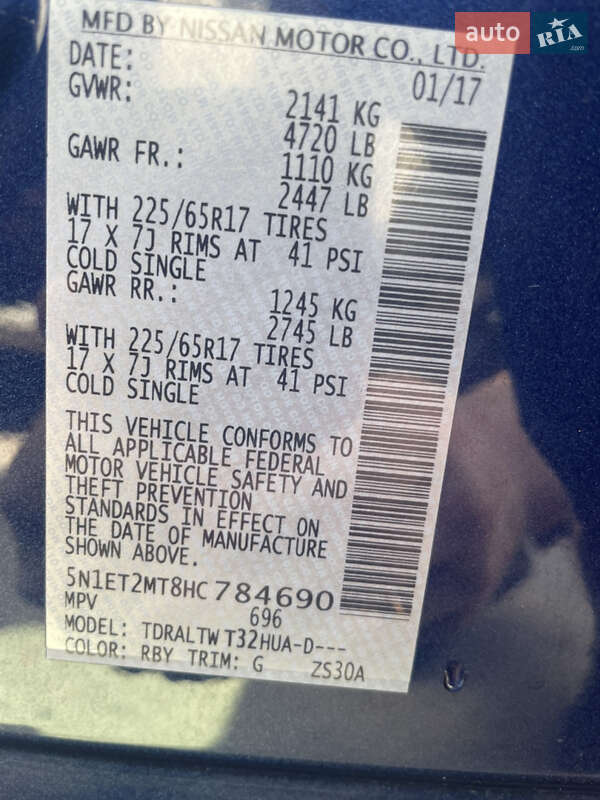 auto RIA .com
MFD BY NISSAN MOTOR CO., LTD.
DATE: 01/17
GVWR: 2141 KG
4720 LB
GAWR FR.: 1110 KG
2447 LB
WITH 225/65R17 TIRES
17 X 7J RIMS AT 41 PSI
COLD SINGLE
GAWR RR.: 1245 KG
2745 LB
WITH 225/65R17 TIRES
17 X 7J RIMS AT 41 PSI
COLD SINGLE
THIS VEHICLE CONFORMS TO
ALL APPLICABLE FEDERAL
MOTOR VEHICLE SAFETY AND
THEFT PREVENTION
STANDARDS IN EFFECT ON
THE DATE OF MANUFACTURE
SHOWN ABOVE.
5N1ET2MT8HC784690
MPV 696
MODEL: TDRALTW T32HUA-D---
COLOR: RBY TRIM: G ZS30A